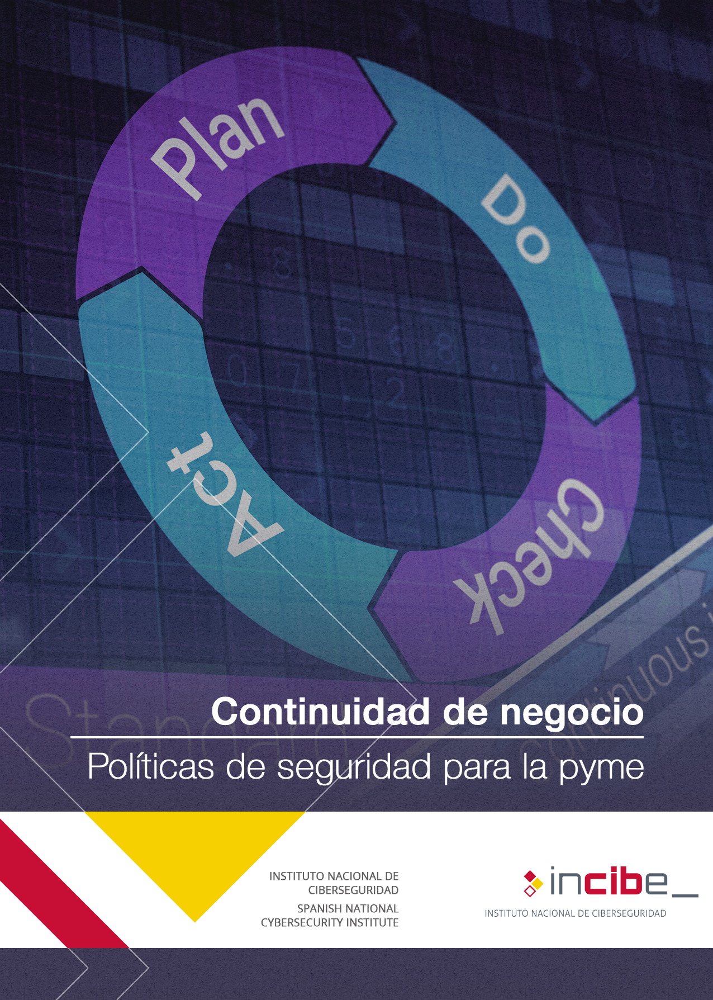 Plan
Do
Check
Act
Continuous
Standard
Continuidad de negocio
Políticas de seguridad para la pyme
INSTITUTO NACIONAL DE
CIBERSEGURIDAD
SPANISH NATIONAL
CYBERSECURITY INSTITUTE
incibe_
INSTITUTO NACIONAL DE CIBERSEGURIDAD